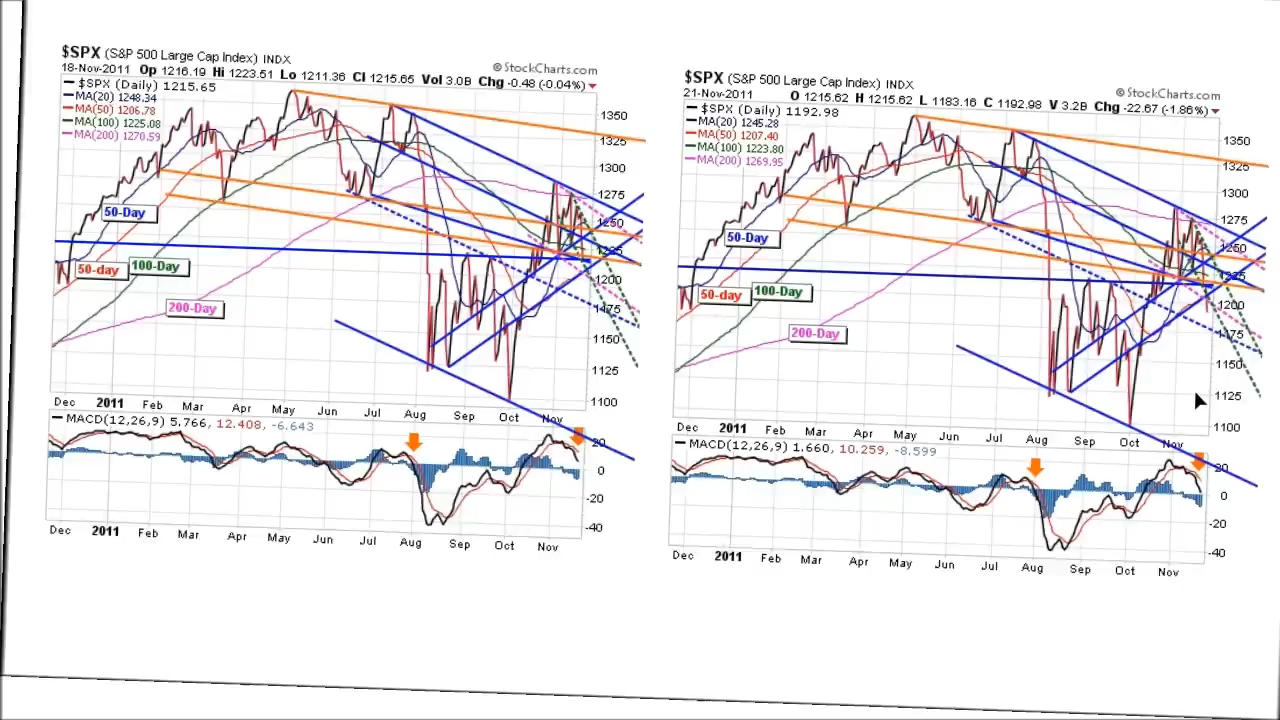 $SPX (S&P 500 Large Cap Index) INDX
© StockCharts.com
18-Nov-2011 Op 1216.19 Hi 1223.51 Lo 1211.36 Cl 1215.65 Vol 3.0B Chg -0.48 (-0.04%)
$SPX (Daily) 1215.65
MA(20) 1248.34
MA(50) 1206.78
MA(100) 1225.08
MA(200) 1270.59
1350
1325
1300
1275
1250
1225
1200
1175
1150
1125
1100
50-Day
50-day
100-Day
200-Day
Dec 2011 Feb Mar Apr May Jun Jul Aug Sep Oct Nov
MACD(12,26,9) 5.766, 12.408, -6.643
20
0
-20
-40
Dec 2011 Feb Mar Apr May Jun Jul Aug Sep Oct Nov
$SPX (S&P 500 Large Cap Index) INDX
© StockCharts.com
21-Nov-2011 O 1215.62 H 1215.62 L 1183.16 C 1192.98 V 3.2B Chg -22.67 (-1.86%)
$SPX (Daily) 1192.98
MA(20) 1245.28
MA(50) 1207.40
MA(100) 1223.80
MA(200) 1269.95
1350
1325
1300
1275
1250
1225
1200
1175
1150
1125
1100
50-Day
50-day
100-Day
200-Day
Dec 2011 Feb Mar Apr May Jun Jul Aug Sep Oct Nov
MACD(12,26,9) 1.660, 10.259, -8.599
20
0
-20
-40
Dec 2011 Feb Mar Apr May Jun Jul Aug Sep Oct Nov